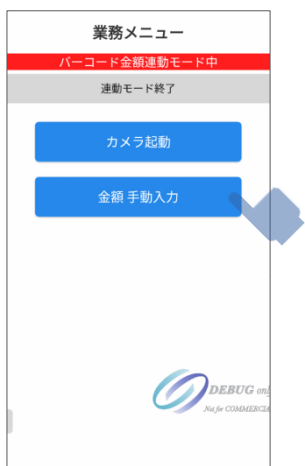 業務メニュー
バーコード金額連動モード中
連動モード終了
カメラ起動
金額 手動入力
DEBUG
Not for COMMERCIA